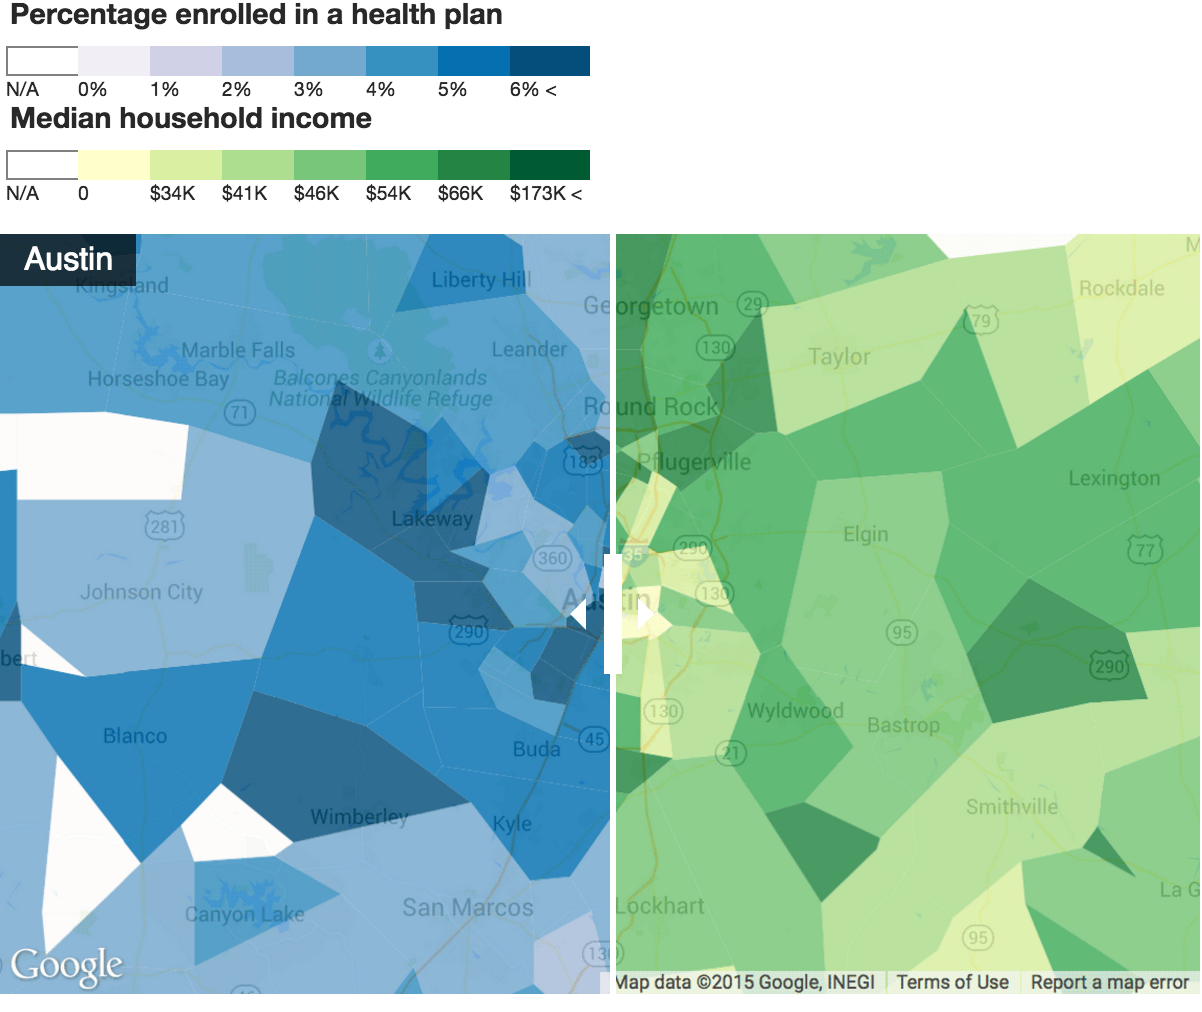 Percentage enrolled in a health plan
N/A 0% 1% 2% 3% 4% 5% 6% <
Median household income
N/A 0 $34K $41K $46K $54K $66K $173K <
Austin
Kingsland
Liberty Hill
Georgetown
29
Rockdale
79
Marble Falls
Leander
130
Taylor
Horseshoe Bay
Balcones Canyonlands
National Wildlife Refuge
71
Round Rock
183
Pflugerville
Lexington
281
Lakeway
Elgin
360
35
290
77
Johnson City
Austin
130
290
95
290
bert
130
Wyldwood
Bastrop
Blanco
Buda
45
21
Wimberley
Kyle
Smithville
Canyon Lake
San Marcos
Lockhart
La G
95
130
Google
Map data ©2015 Google, INEGI Terms of Use Report a map error